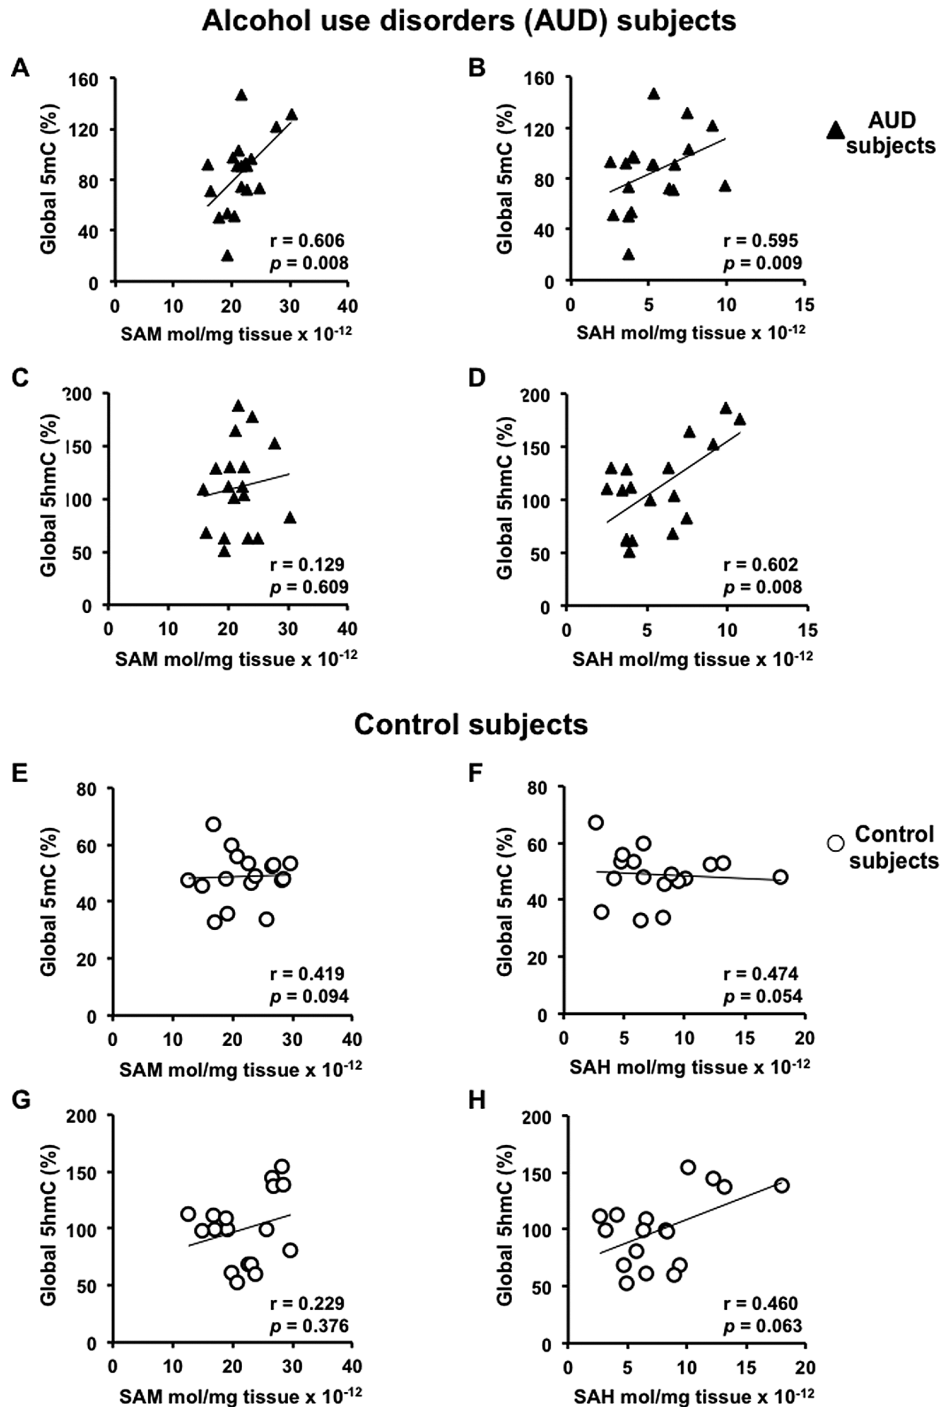 Alcohol use disorders (AUD) subjects
A
Global 5mC (%)
160
120
80
40
0
0 10 20 30 40
SAM mol/mg tissue x 10-12
r = 0.606
p = 0.008
B
Global 5mC (%)
160
120
80
40
0
0 5 10 15
SAH mol/mg tissue x 10-12
r = 0.595
p = 0.009
AUD
subjects
C
Global 5hmC (%)
200
150
100
50
0
0 10 20 30 40
SAM mol/mg tissue x 10-12
r = 0.129
p = 0.609
D
Global 5hmC (%)
200
150
100
50
0
0 5 10 15
SAH mol/mg tissue x 10-12
r = 0.602
p = 0.008
Control subjects
E
Global 5mC (%)
80
60
40
20
0
0 10 20 30 40
SAM mol/mg tissue x 10-12
r = 0.419
p = 0.094
F
Global 5mC (%)
80
60
40
20
0
0 5 10 15 20
SAH mol/mg tissue x 10-12
r = 0.474
p = 0.054
Control
subjects
G
Global 5hmC (%)
200
150
100
50
0
0 10 20 30 40
SAM mol/mg tissue x 10-12
r = 0.229
p = 0.376
H
Global 5hmC (%)
200
150
100
50
0
0 5 10 15 20
SAH mol/mg tissue x 10-12
r = 0.460
p = 0.063